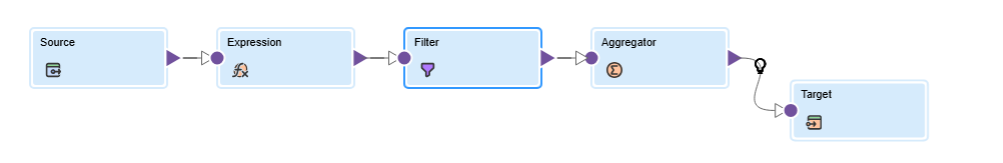 Source
Expression
Filter
Aggregator
Target